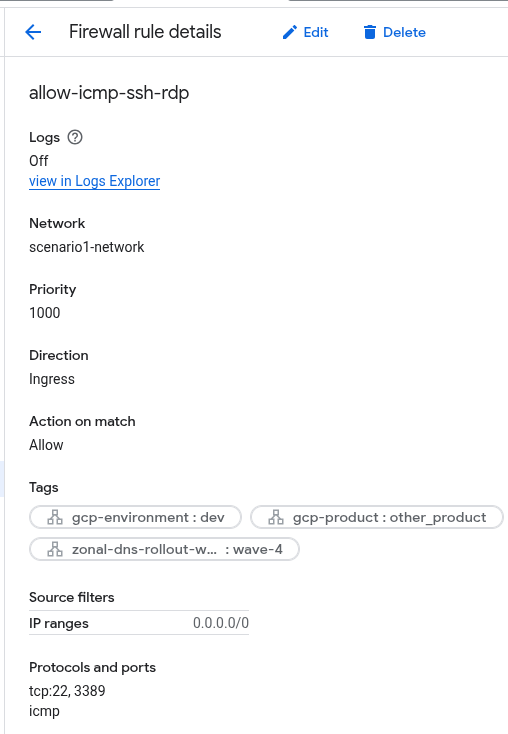 Firewall rule details
Edit
Delete
allow-icmp-ssh-rdp
Logs
Off
view in Logs Explorer
Network
scenario1-network
Priority
1000
Direction
Ingress
Action on match
Allow
Tags
gcp-environment : dev
gcp-product : other_product
zonal-dns-rollout-w... : wave-4
Source filters
IP ranges 0.0.0.0/0
Protocols and ports
tcp:22, 3389
icmp